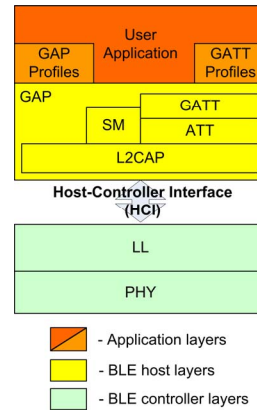 User
Application
GAP
Profiles
GATT
Profiles
GAP
GATT
SM
ATT
L2CAP
Host-Controller Interface
(HCI)
LL
PHY
- Application layers
- BLE host layers
- BLE controller layers